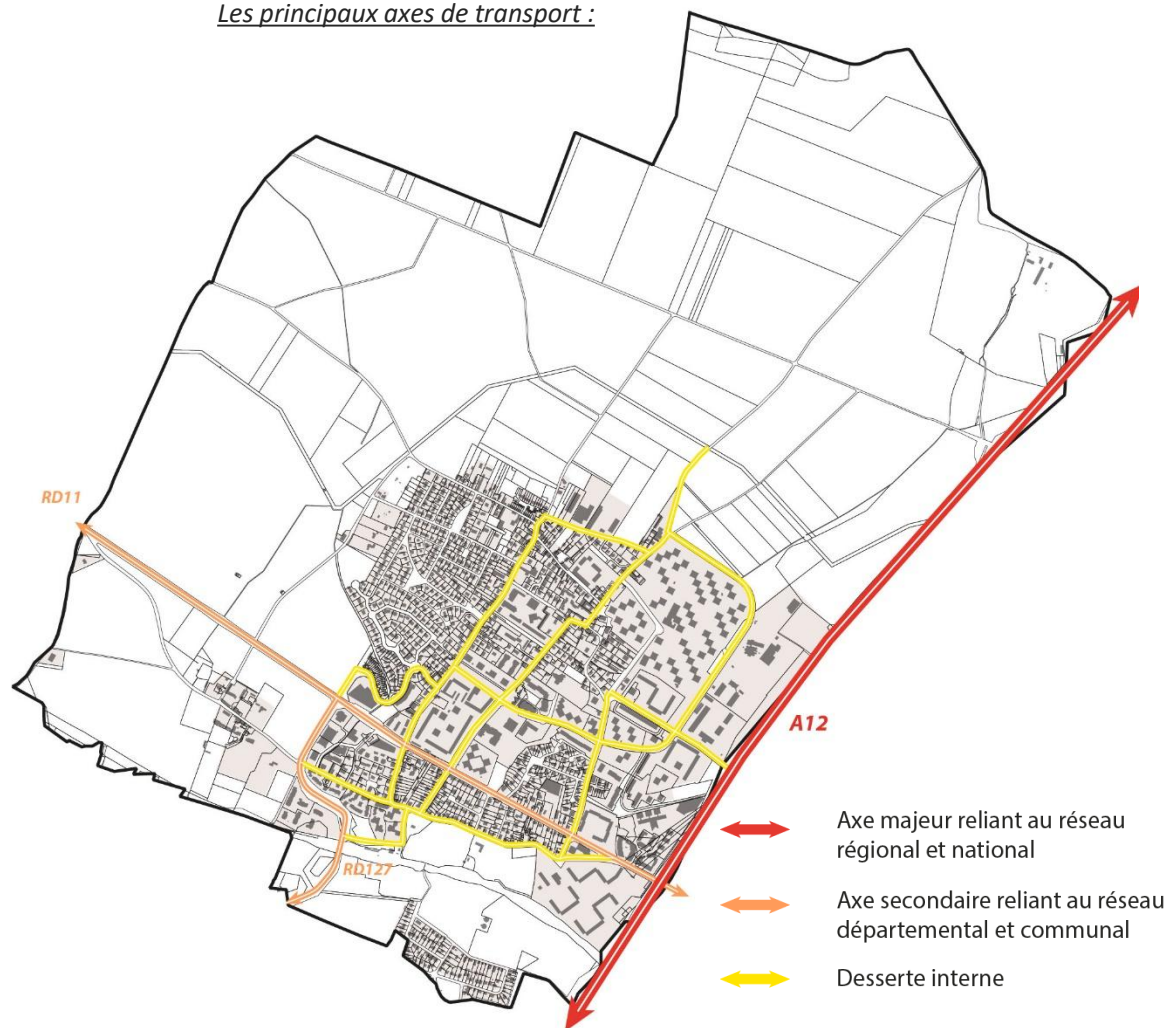 Les principaux axes de transport :
RD11
A12
RD127
Axe majeur reliant au réseau
régional et national
Axe secondaire reliant au réseau
départemental et communal
Desserte interne